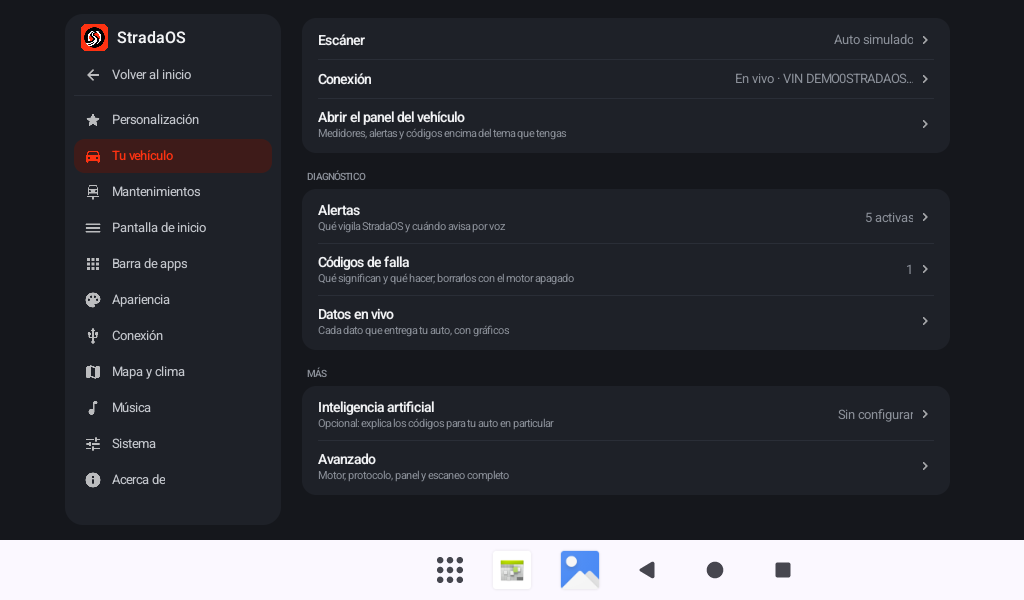 StradaOS
Volver al inicio
Personalización
Tu vehículo
Mantenimientos
Pantalla de inicio
Barra de apps
Apariencia
Conexión
Mapa y clima
Música
Sistema
Acerca de
Escáner
Auto simulado
Conexión
En vivo · VIN DEMO0STRADAOS…
Abrir el panel del vehículo
Medidores, alertas y códigos encima del tema que tengas
DIAGNÓSTICO
Alertas
5 activas
Qué vigila StradaOS y cuándo avisa por voz
Códigos de falla
1
Qué significan y qué hacer; borrarlos con el motor apagado
Datos en vivo
Cada dato que entrega tu auto, con gráficos
MÁS
Inteligencia artificial
Sin configurar
Opcional: explica los códigos para tu auto en particular
Avanzado
Motor, protocolo, panel y escaneo completo